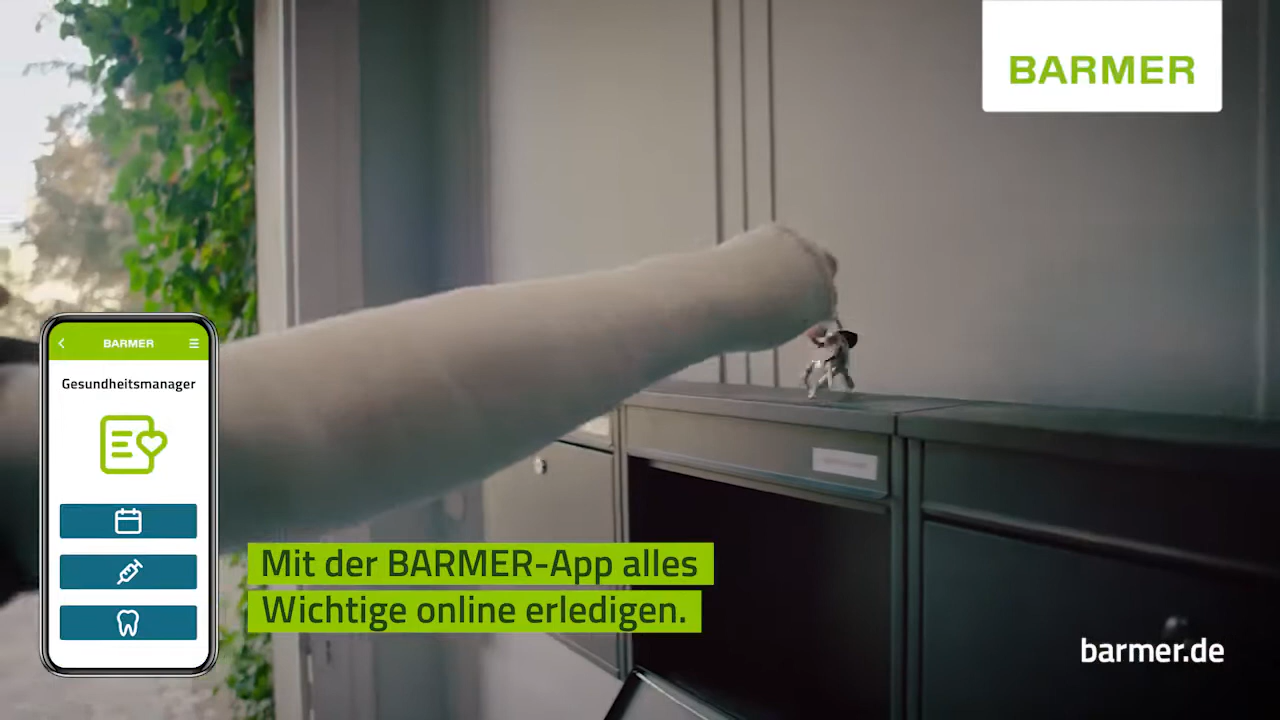 BARMER
BARMER
Gesundheitsmanager
Mit der BARMER-App alles
Wichtige online erledigen.
barmer.de